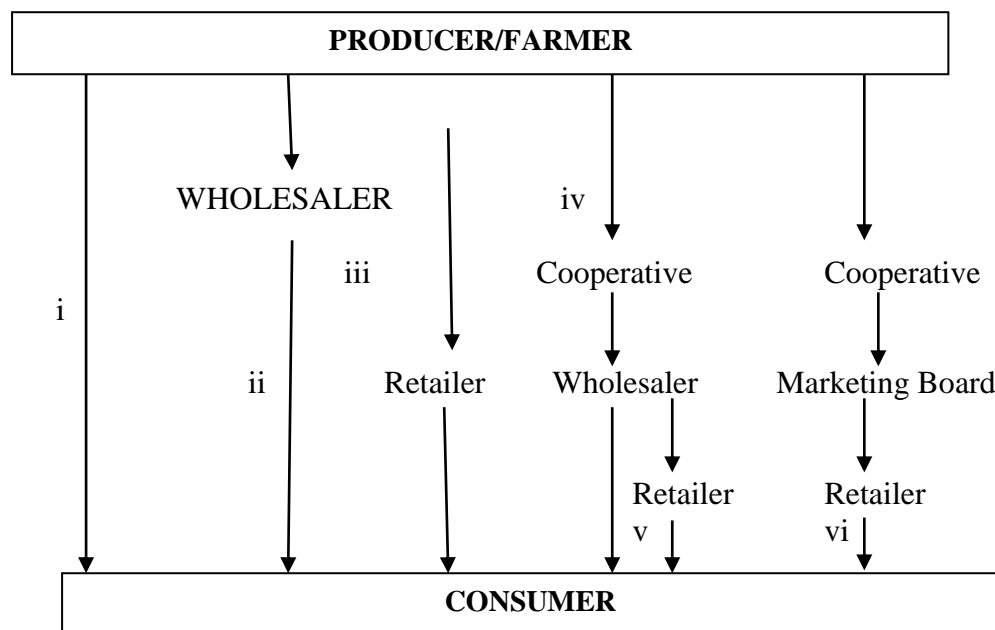 PRODUCER/FARMER
WHOLESALER
iv
iii
Cooperative
Cooperative
i
ii
Retailer
Wholesaler
Marketing Board
Retailer
Retailer
v
vi
CONSUMER